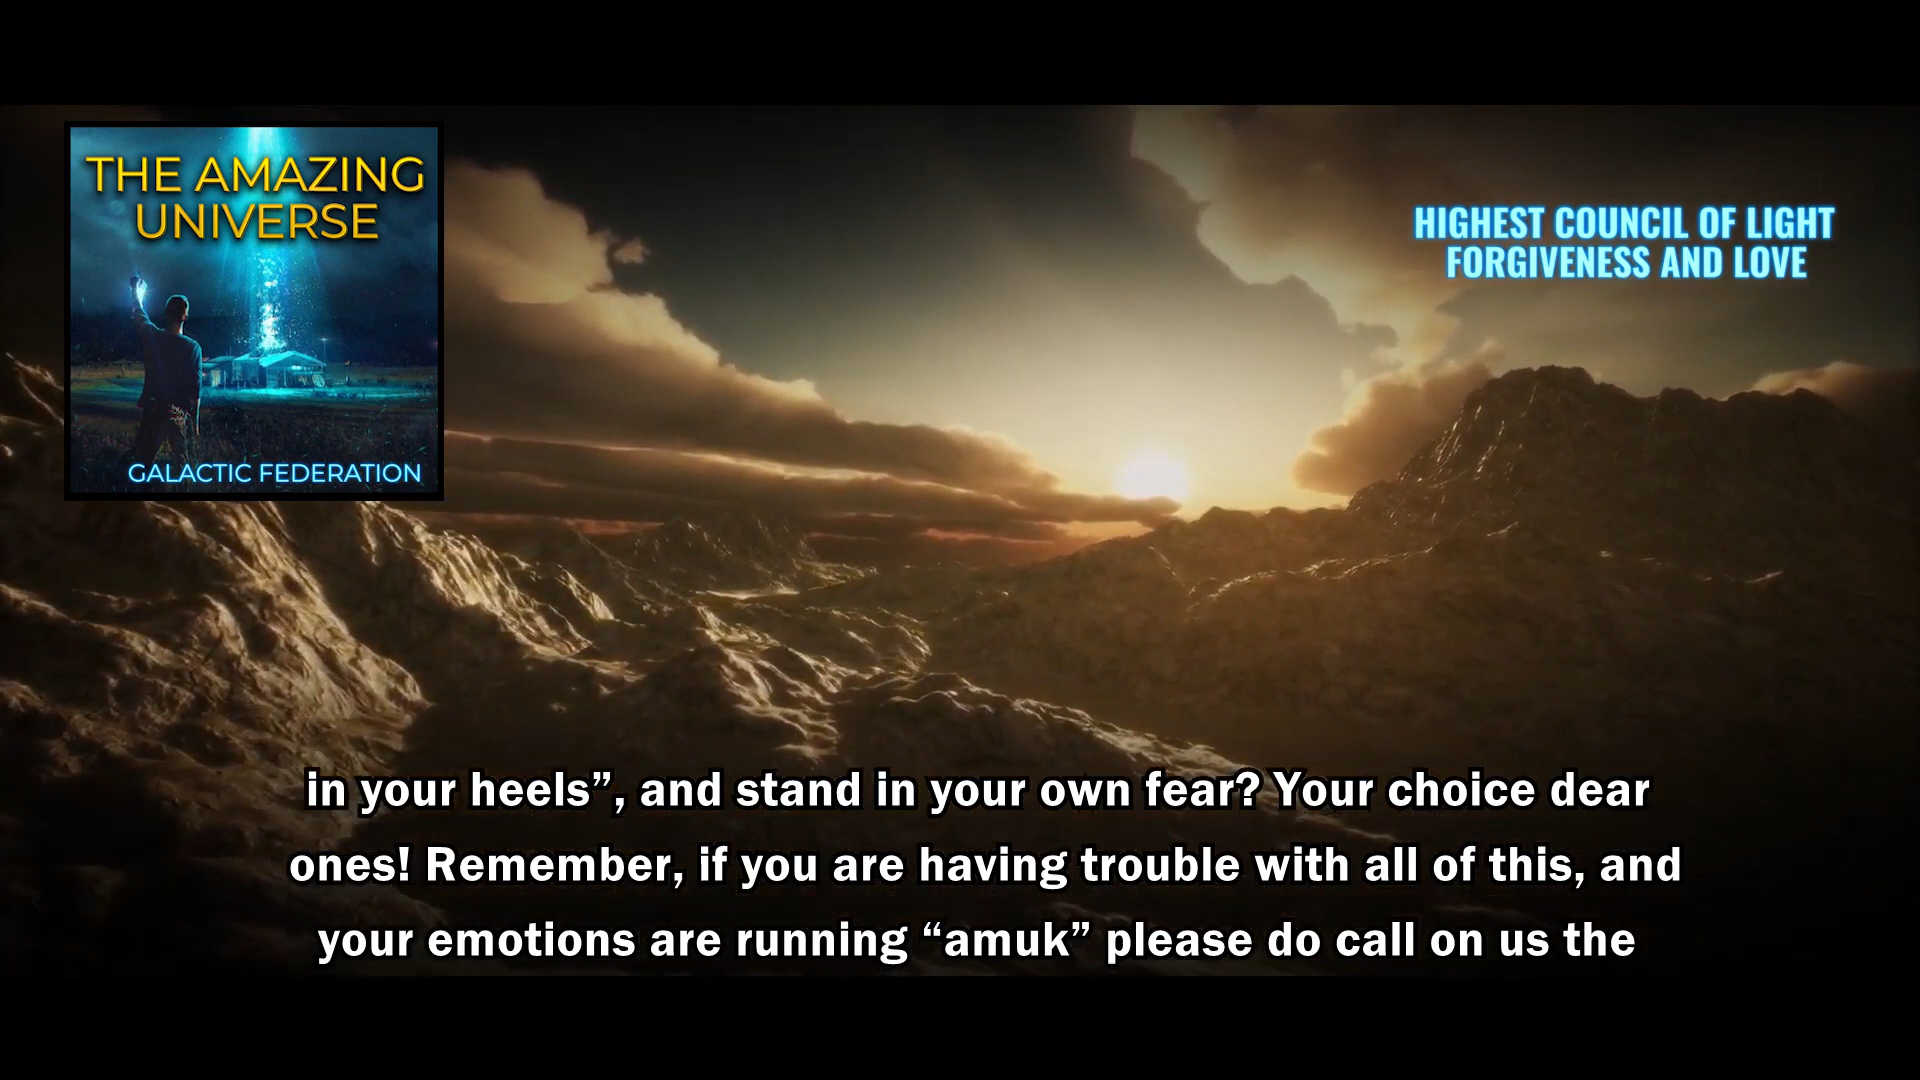 THE AMAZING
UNIVERSE
GALACTIC FEDERATION
HIGHEST COUNCIL OF LIGHT
FORGIVENESS AND LOVE
in your heels”, and stand in your own fear? Your choice dear
ones! Remember, if you are having trouble with all of this, and
your emotions are running “amuk” please do call on us the